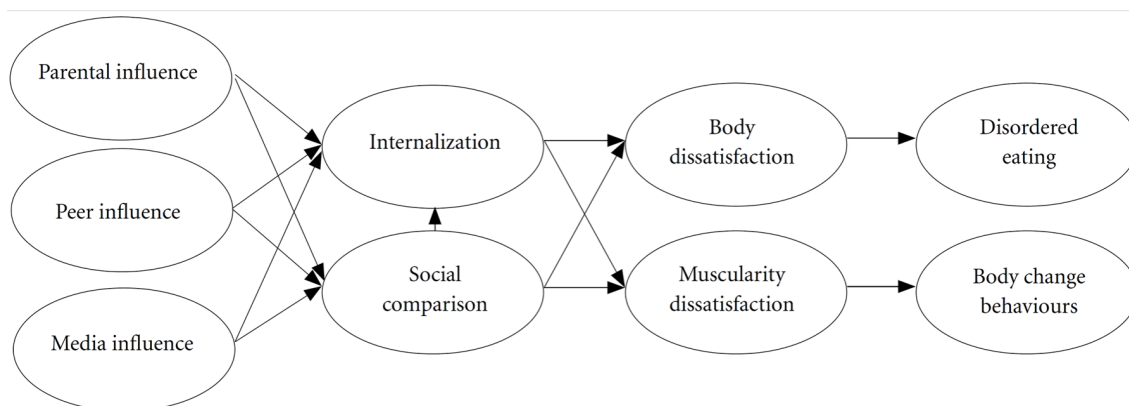 Parental influence
Peer influence
Media influence
Internalization
Social
comparison
Body
dissatisfaction
Muscularity
dissatisfaction
Disordered
eating
Body change
behaviours